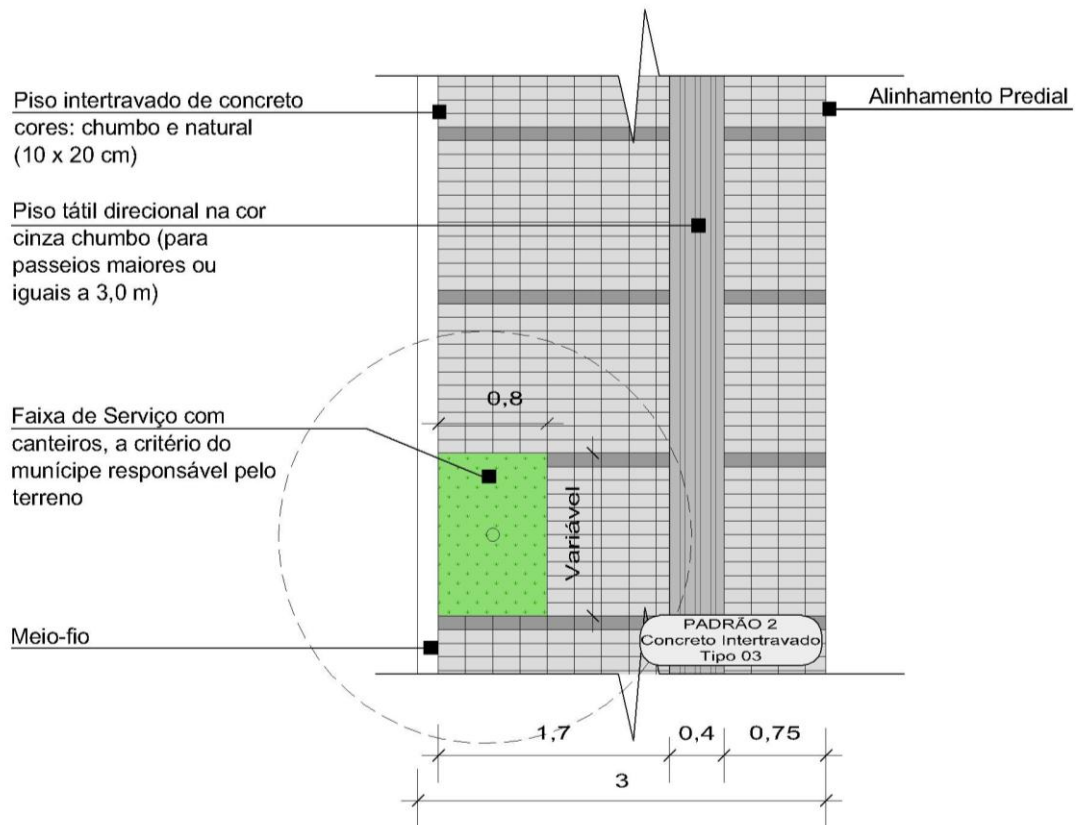 Piso intertravado de concreto
cores: chumbo e natural
(10 x 20 cm)
Alinhamento Predial
Piso tátil direcional na cor
cinza chumbo (para
passeios maiores ou
iguais a 3,0 m)
0,8
Faixa de Serviço com
canteiros, a critério do
munícipe responsável pelo
terreno
Variável
Meio-fio
PADRÃO 2
Concreto Intertravado
Tipo 03
1,7
0,4
0,75
3